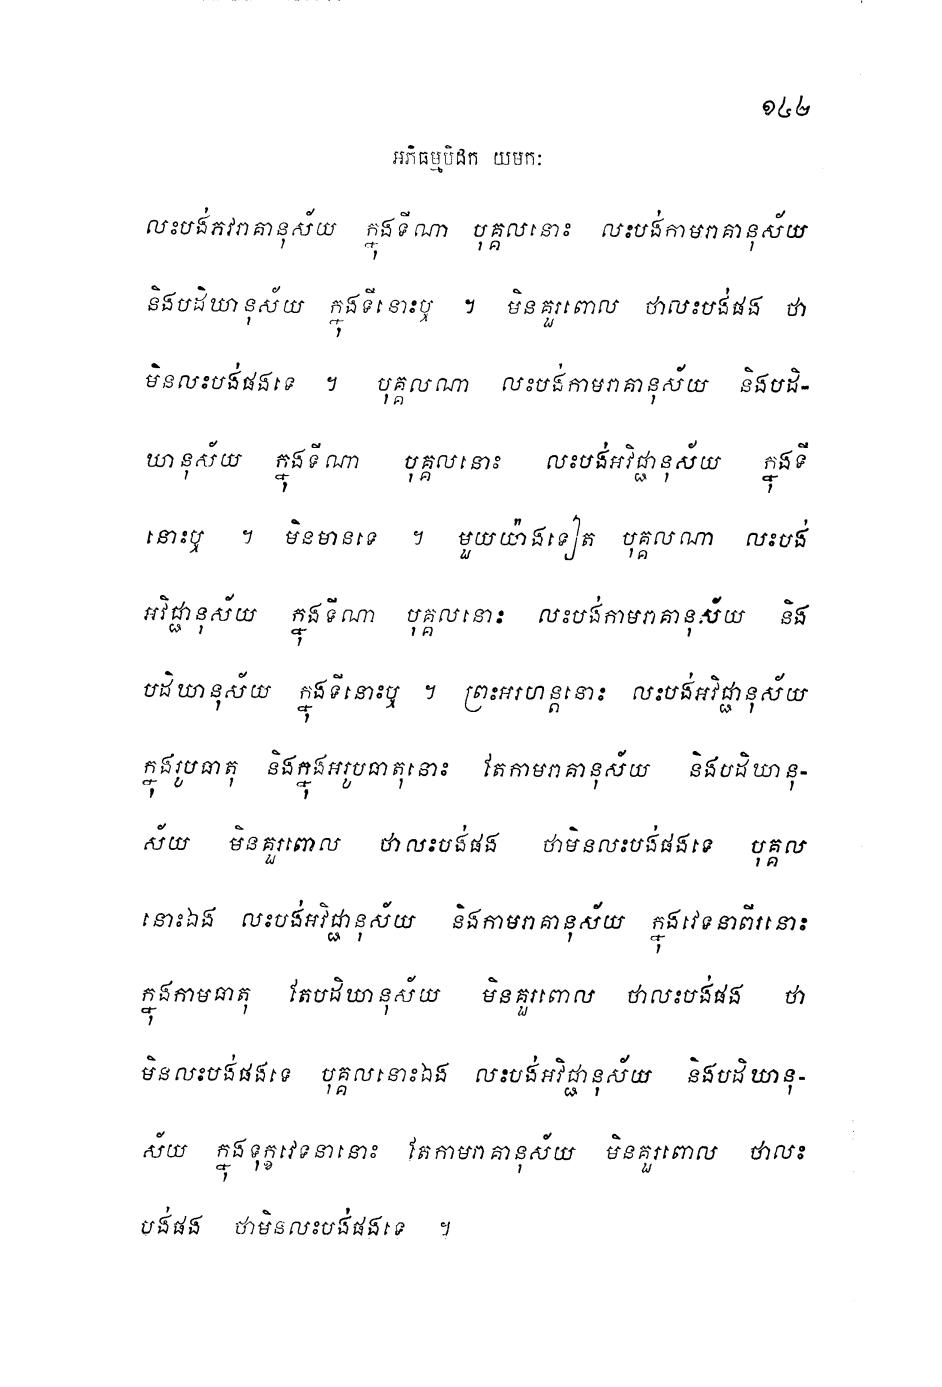 ១៤២
អភិធម្មបិដក យមកៈ
លះបង់ភវរាគានុស័យ ក្នុងទីណា បុគ្គលនោះ លះបង់កាមរាគានុស័យ
និងបដិឃានុស័យ ក្នុងទីនោះឬ ។ មិនគួរពោល ថាលះបង់ផង ថា
មិនលះបង់ផងទេ ។ បុគ្គលណា លះបង់កាមរាគានុស័យ និងបដិ-
ឃានុស័យ ក្នុងទីណា បុគ្គលនោះ លះបង់អវិជ្ជានុស័យ ក្នុងទី
នោះឬ ។ មិនមានទេ ។ មួយយ៉ាងទៀត បុគ្គលណា លះបង់
អវិជ្ជានុស័យ ក្នុងទីណា បុគ្គលនោះ លះបង់កាមរាគានុស័យ និង
បដិឃានុស័យ ក្នុងទីនោះឬ ។ ព្រះអរហន្តនោះ លះបង់អវិជ្ជានុស័យ
ក្នុងរូបធាតុ និងក្នុងអរូបធាតុនោះ តែកាមរាគានុស័យ និងបដិឃានុ-
ស័យ មិនគួរពោល ថាលះបង់ផង ថាមិនលះបង់ផងទេ បុគ្គល
នោះឯង លះបង់អវិជ្ជានុស័យ និងកាមរាគានុស័យ ក្នុងវេទនាពីរនោះ
ក្នុងកាមធាតុ តែបដិឃានុស័យ មិនគួរពោល ថាលះបង់ផង ថា
មិនលះបង់ផងទេ បុគ្គលនោះឯង លះបង់អវិជ្ជានុស័យ និងបដិឃានុ-
ស័យ ក្នុងទុក្ខវេទនានោះ តែកាមរាគានុស័យ មិនគួរពោល ថាលះ
បង់ផង ថាមិនលះបង់ផងទេ ។